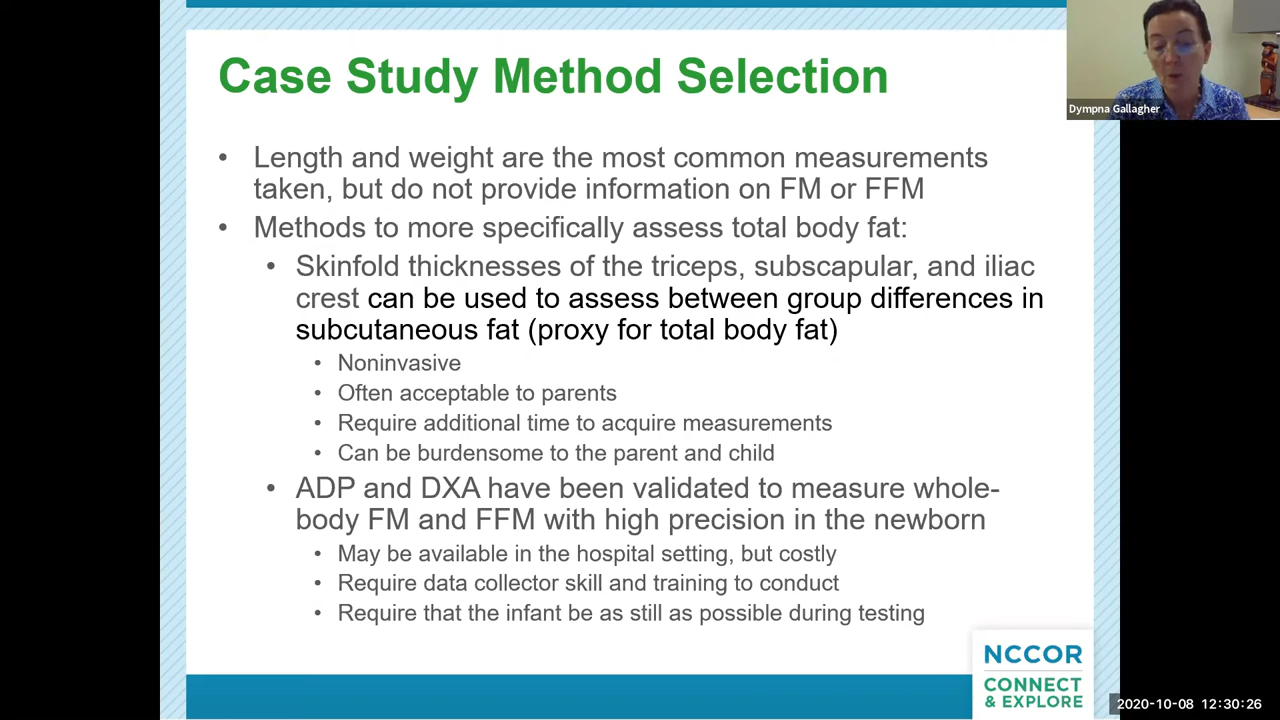 Case Study Method Selection
Dympna Gallagher
• Length and weight are the most common measurements
taken, but do not provide information on FM or FFM
• Methods to more specifically assess total body fat:
• Skinfold thicknesses of the triceps, subscapular, and iliac
crest can be used to assess between group differences in
subcutaneous fat (proxy for total body fat)
• Noninvasive
• Often acceptable to parents
• Require additional time to acquire measurements
• Can be burdensome to the parent and child
• ADP and DXA have been validated to measure whole-
body FM and FFM with high precision in the newborn
• May be available in the hospital setting, but costly
• Require data collector skill and training to conduct
• Require that the infant be as still as possible during testing
NCCOR
CONNECT
& EXPLORE
2020-10-08 12:30:26